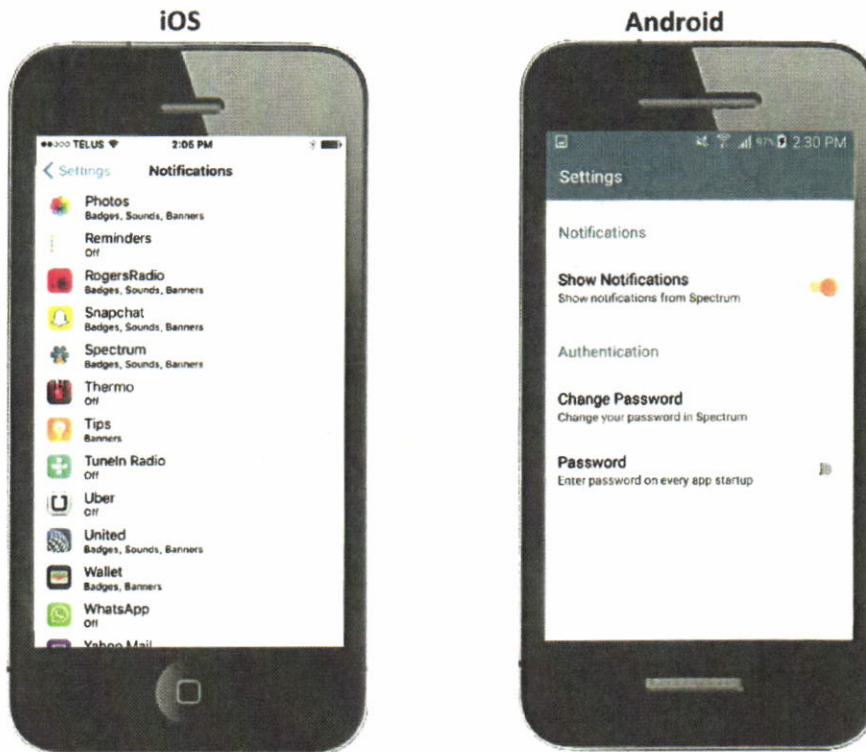 iOS
TELUS 2:05 PM
Settings Notifications
Photos
Badges, Sounds, Banners
Reminders
Off
RogersRadio
Badges, Sounds, Banners
Snapchat
Badges, Sounds, Banners
Spectrum
Badges, Sounds, Banners
Thermo
Off
Tips
Banners
TuneIn Radio
Off
Uber
Off
United
Badges, Sounds, Banners
Wallet
Badges, Banners
WhatsApp
Off
Yahoo Mail
Android
97% 2:30 PM
Settings
Notifications
Show Notifications
Show notifications from Spectrum
Authentication
Change Password
Change your password in Spectrum
Password
Enter password on every app startup